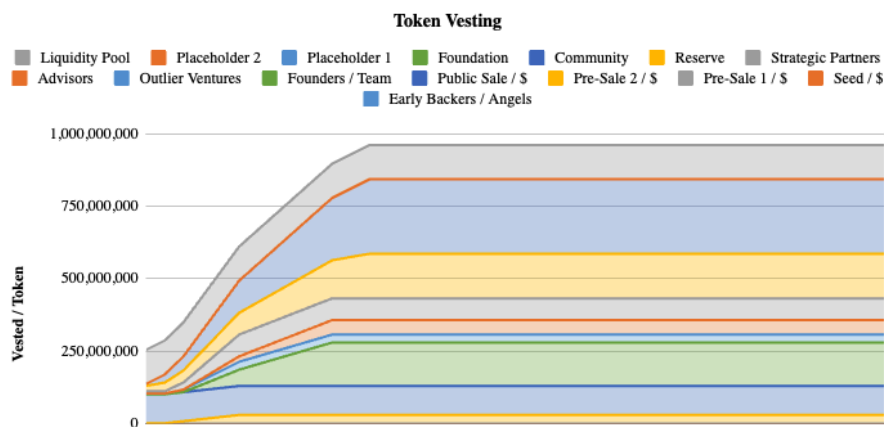 Token Vesting
Liquidity Pool Placeholder 2 Placeholder 1 Foundation Community Reserve Strategic Partners
Advisors Outlier Ventures Founders / Team Public Sale / $ Pre-Sale 2 / $ Pre-Sale 1 / $ Seed / $
Early Backers / Angels
1,000,000,000
750,000,000
500,000,000
250,000,000
0
Vested / Token